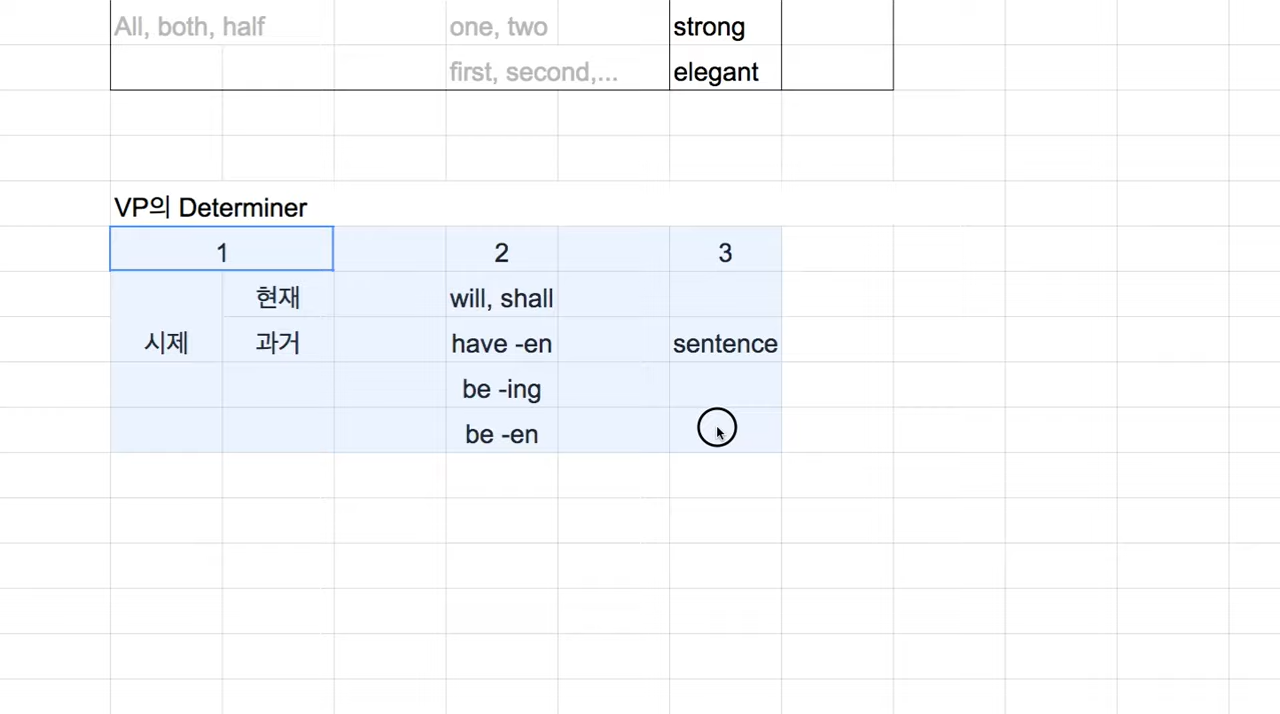 All, both, half one, two strong
first, second,... elegant
VP의 Determiner
1 2 3
현재 will, shall
시제 과거 have -en sentence
be -ing
be -en